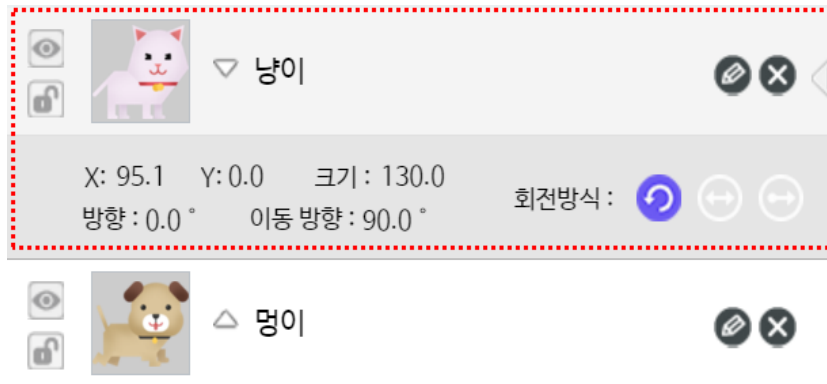 냥이
X: 95.1 Y: 0.0 크기 : 130.0
방향 : 0.0 ˚ 이동 방향 : 90.0 ˚
회전방식 :
멍이